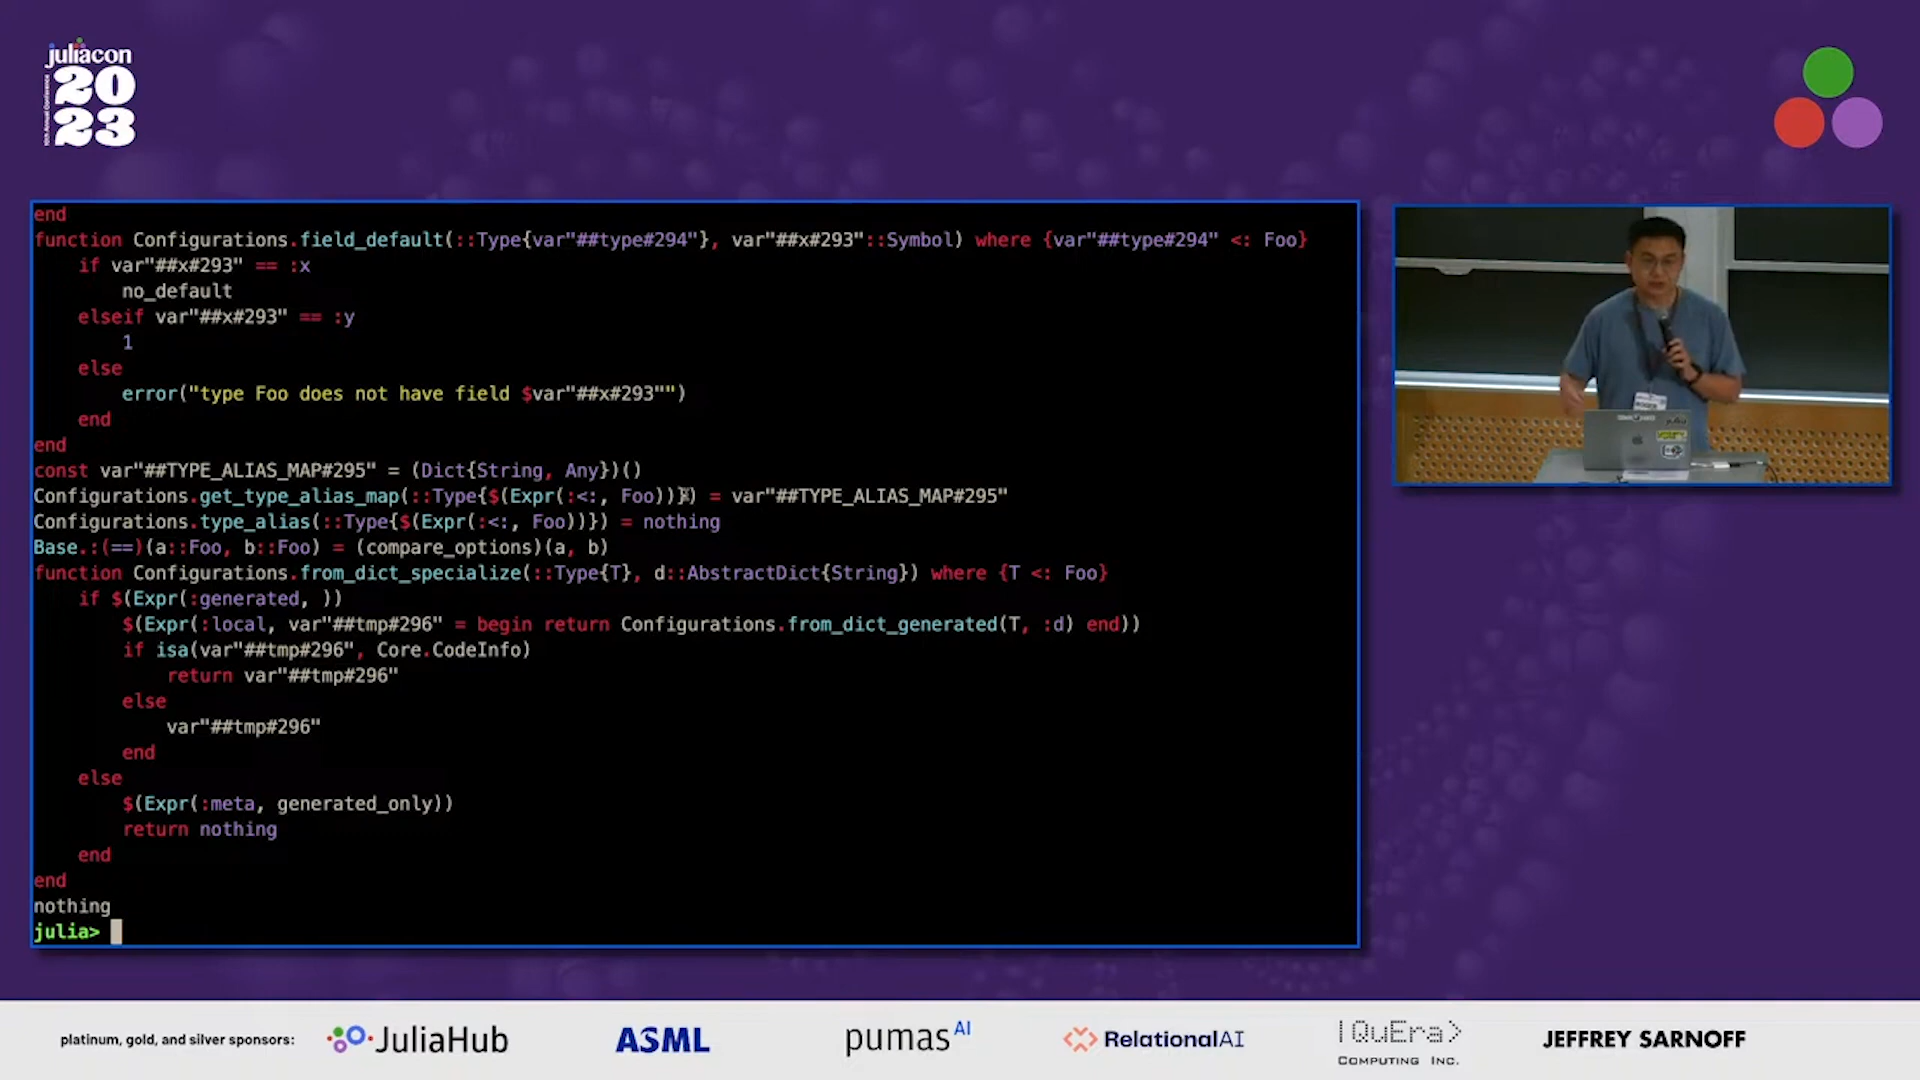 juliacon
20
23
10th Annual Conference
end
function Configurations.field_default(::Type{var"##type#294"}, var"##x#293"::Symbol) where {var"##type#294" <: Foo}
    if var"##x#293" == :x
        no_default
    elseif var"##x#293" == :y
        1
    else
        error("type Foo does not have field $var"##x#293"")
    end
end
const var"##TYPE_ALIAS_MAP#295" = (Dict{String, Any})()
Configurations.get_type_alias_map(::Type{$(Expr(:<:, Foo))}) = var"##TYPE_ALIAS_MAP#295"
Configurations.type_alias(::Type{$(Expr(:<:, Foo))}) = nothing
Base.:(==)(a::Foo, b::Foo) = (compare_options)(a, b)
function Configurations.from_dict_specialize(::Type{T}, d::AbstractDict{String}) where {T <: Foo}
    if $(Expr(:generated, ))
        $(Expr(:local, var"##tmp#296" = begin return Configurations.from_dict_generated(T, :d) end))
        if isa(var"##tmp#296", Core.CodeInfo)
            return var"##tmp#296"
        else
            var"##tmp#296"
        end
    else
        $(Expr(:meta, generated_only))
        return nothing
    end
end
nothing
julia>
platinum, gold, and silver sponsors:
JuliaHub
ASML
pumasAI
RelationalAI
|QuEra>
COMPUTING INC.
JEFFREY SARNOFF